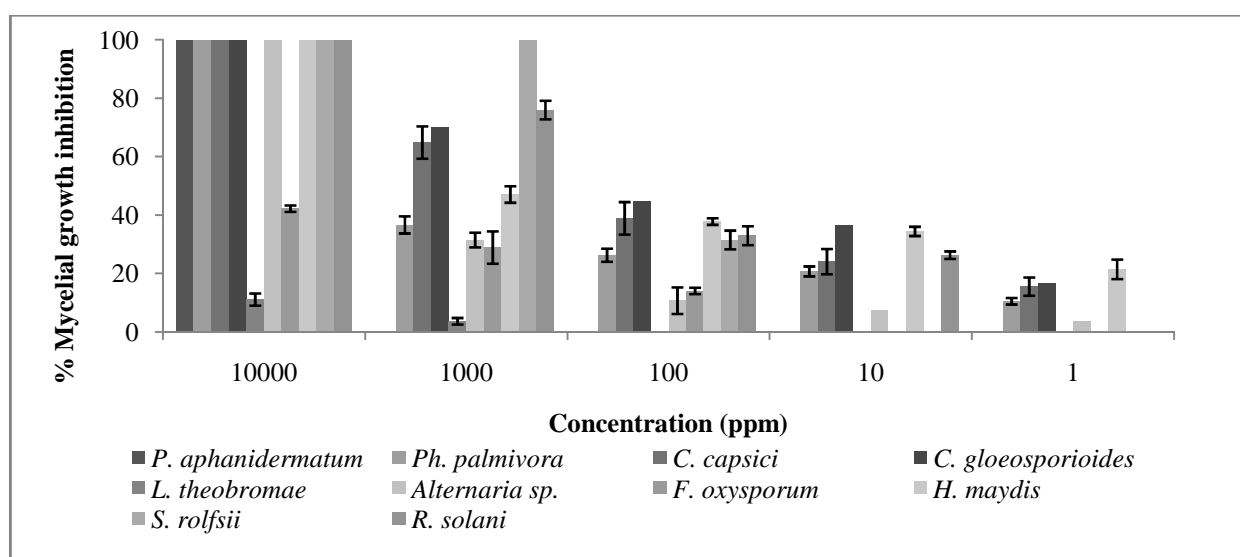 % Mycelial growth inhibition
100
80
60
40
20
0
10000 1000 100 10 1
Concentration (ppm)
P. aphanidermatum Ph. palmivora C. capsici C. gloeosporioides
L. theobromae Alternaria sp. F. oxysporum H. maydis
S. rolfsii R. solani